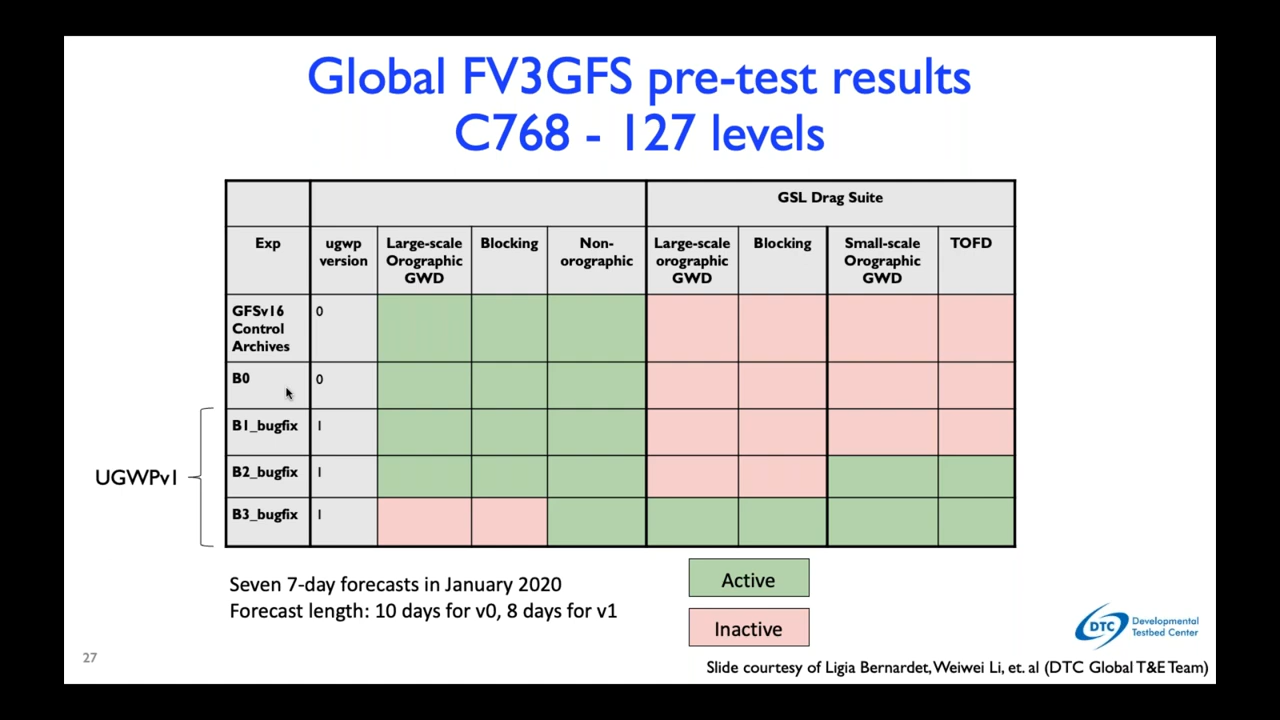 Global FV3GFS pre-test results
C768 - 127 levels
GSL Drag Suite
Exp
ugwp
version
Large-scale
Orographic
GWD
Blocking
Non-
orographic
Large-scale
orographic
GWD
Blocking
Small-scale
Orographic
GWD
TOFD
GFSv16
Control
Archives
0
B0
0
B1_bugfix
1
B2_bugfix
1
B3_bugfix
1
UGWPv1
Seven 7-day forecasts in January 2020
Forecast length: 10 days for v0, 8 days for v1
Active
Inactive
DTC
Developmental
Testbed Center
27
Slide courtesy of Ligia Bernardet, Weiwei Li, et. al (DTC Global T&E Team)